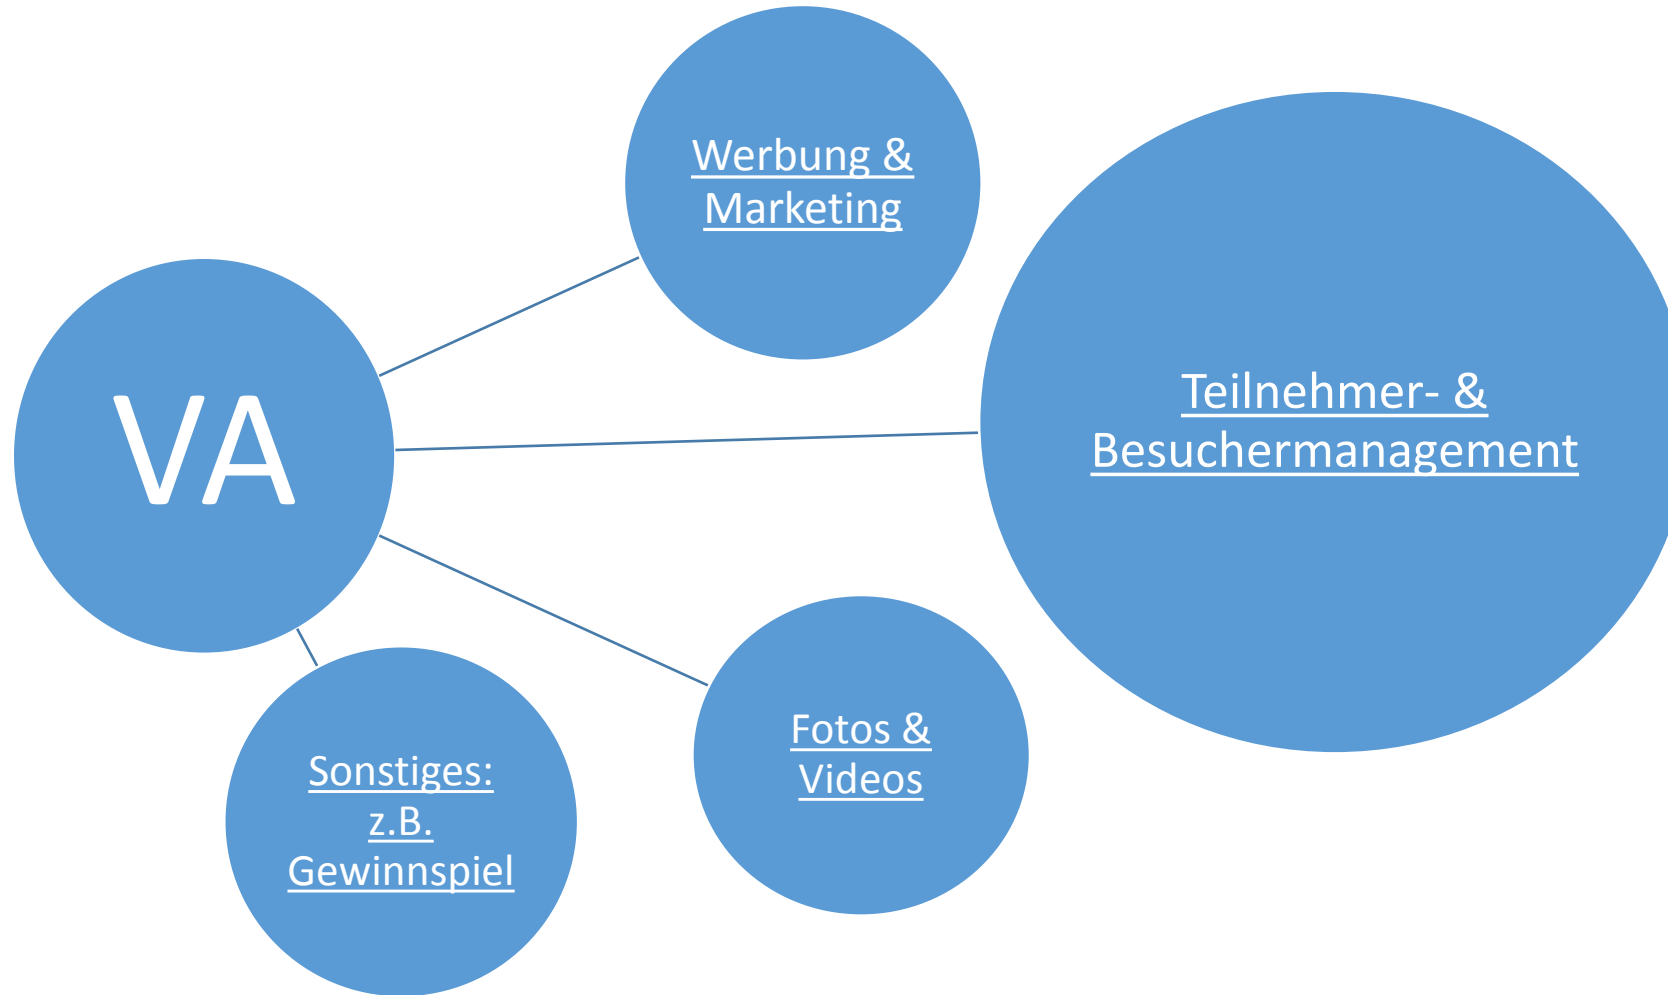 VA
Werbung &
Marketing
Teilnehmer- &
Besuchermanagement
Fotos &
Videos
Sonstiges:
z.B.
Gewinnspiel